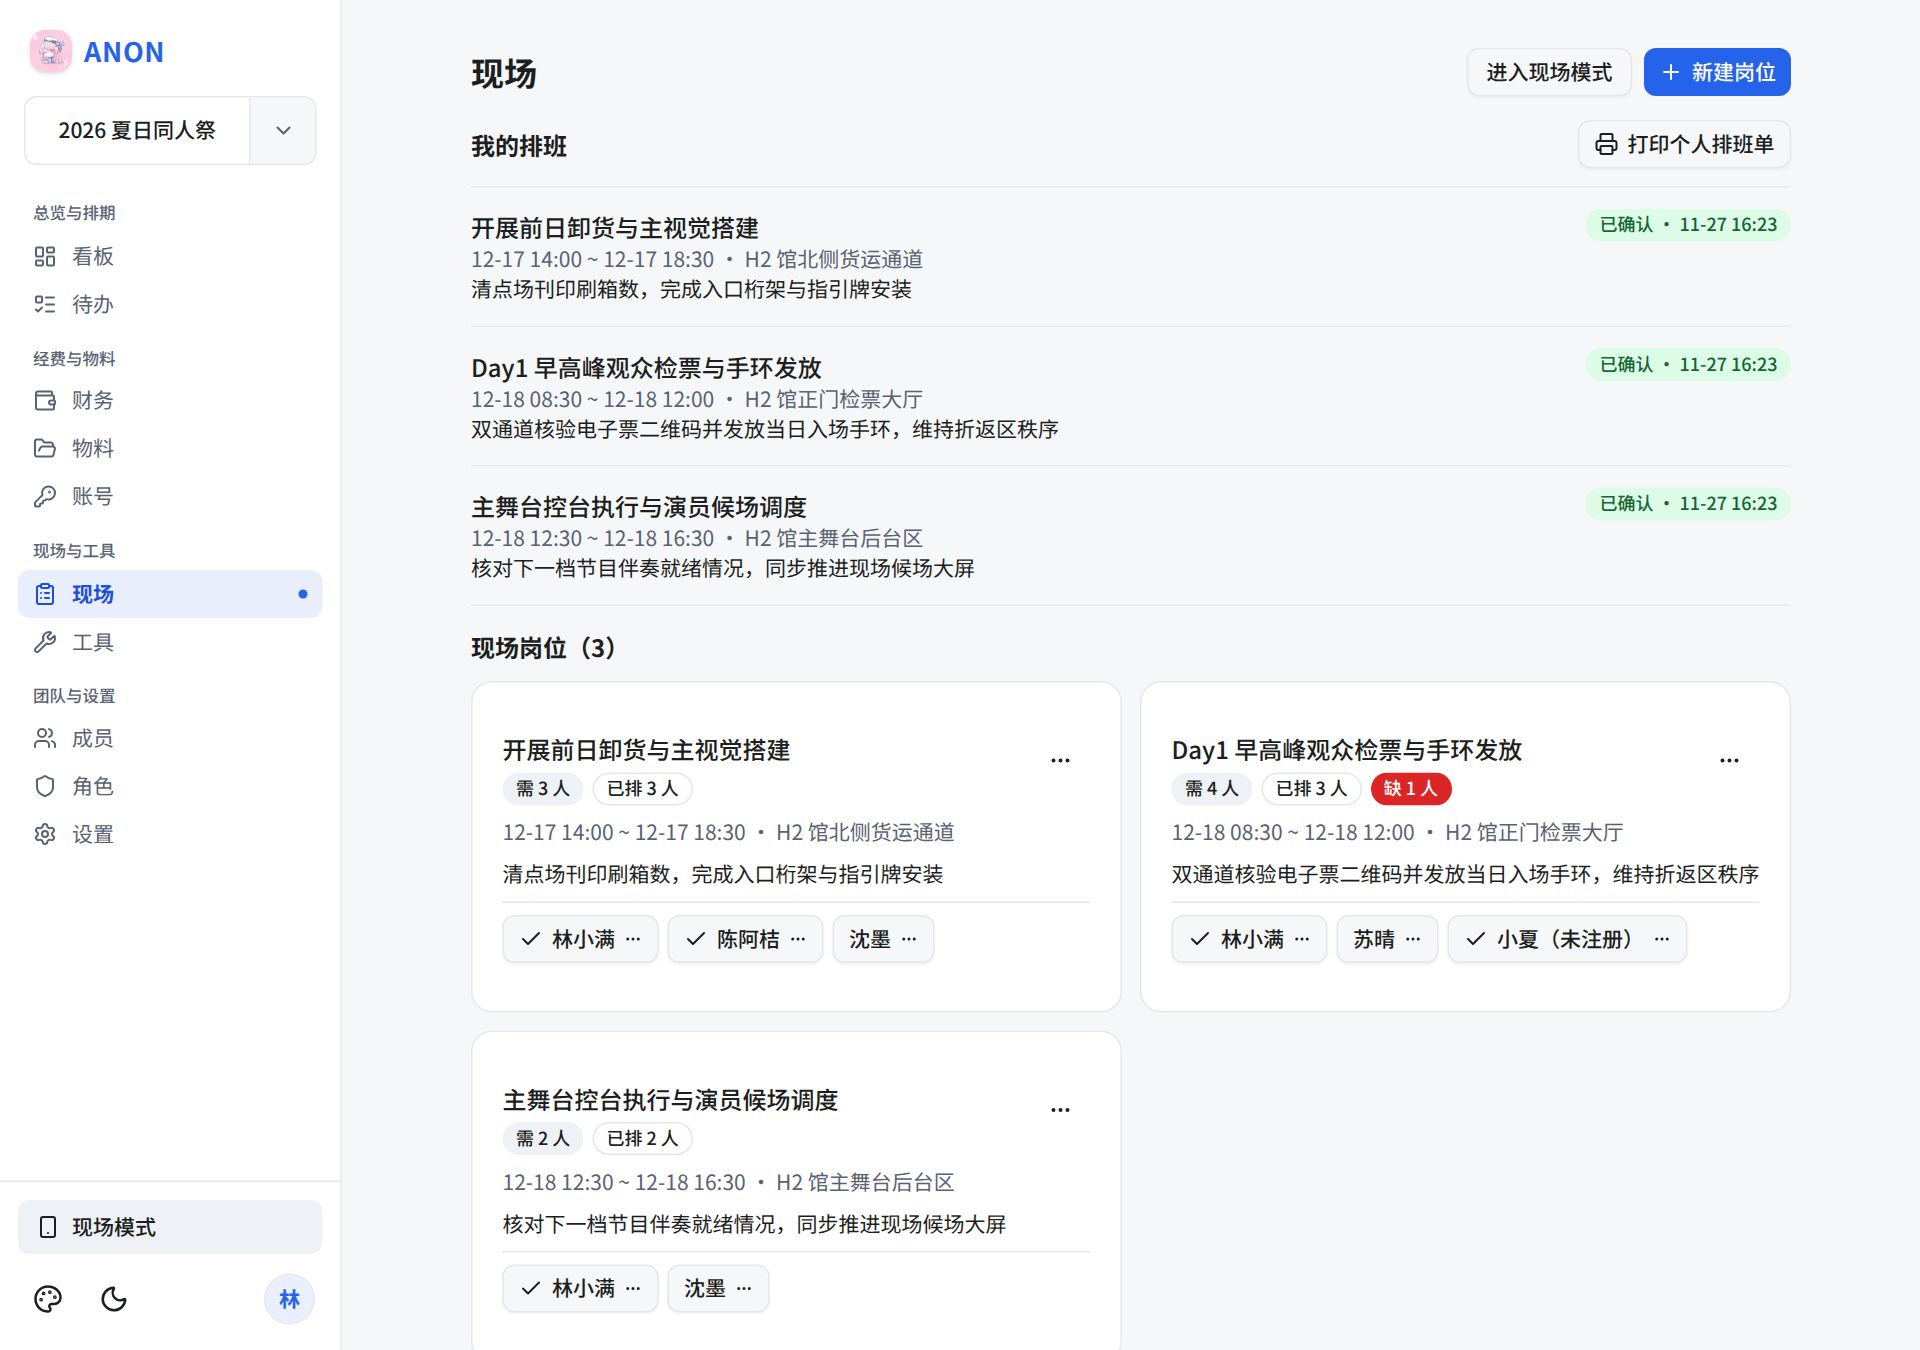 ANON
2026 夏日同人祭
总览与排期
看板
待办
经费与物料
财务
物料
账号
现场与工具
现场
工具
团队与设置
成员
角色
设置
现场模式
林
现场
进入现场模式
新建岗位
我的排班
打印个人排班单
开展前日卸货与主视觉搭建
已确认 · 11-27 16:23
12-17 14:00 ~ 12-17 18:30 · H2 馆北侧货运通道
清点场刊印刷箱数，完成入口桁架与指引牌安装
Day1 早高峰观众检票与手环发放
已确认 · 11-27 16:23
12-18 08:30 ~ 12-18 12:00 · H2 馆正门检票大厅
双通道核验电子票二维码并发放当日入场手环，维持折返区秩序
主舞台控台执行与演员候场调度
已确认 · 11-27 16:23
12-18 12:30 ~ 12-18 16:30 · H2 馆主舞台后台区
核对下一档节目伴奏就绪情况，同步推进现场候场大屏
现场岗位（3）
开展前日卸货与主视觉搭建
需 3 人 已排 3 人
12-17 14:00 ~ 12-17 18:30 · H2 馆北侧货运通道
清点场刊印刷箱数，完成入口桁架与指引牌安装
林小满 陈阿桔 沈墨
Day1 早高峰观众检票与手环发放
需 4 人 已排 3 人 缺 1 人
12-18 08:30 ~ 12-18 12:00 · H2 馆正门检票大厅
双通道核验电子票二维码并发放当日入场手环，维持折返区秩序
林小满 苏晴 小夏（未注册）
主舞台控台执行与演员候场调度
需 2 人 已排 2 人
12-18 12:30 ~ 12-18 16:30 · H2 馆主舞台后台区
核对下一档节目伴奏就绪情况，同步推进现场候场大屏
林小满 沈墨